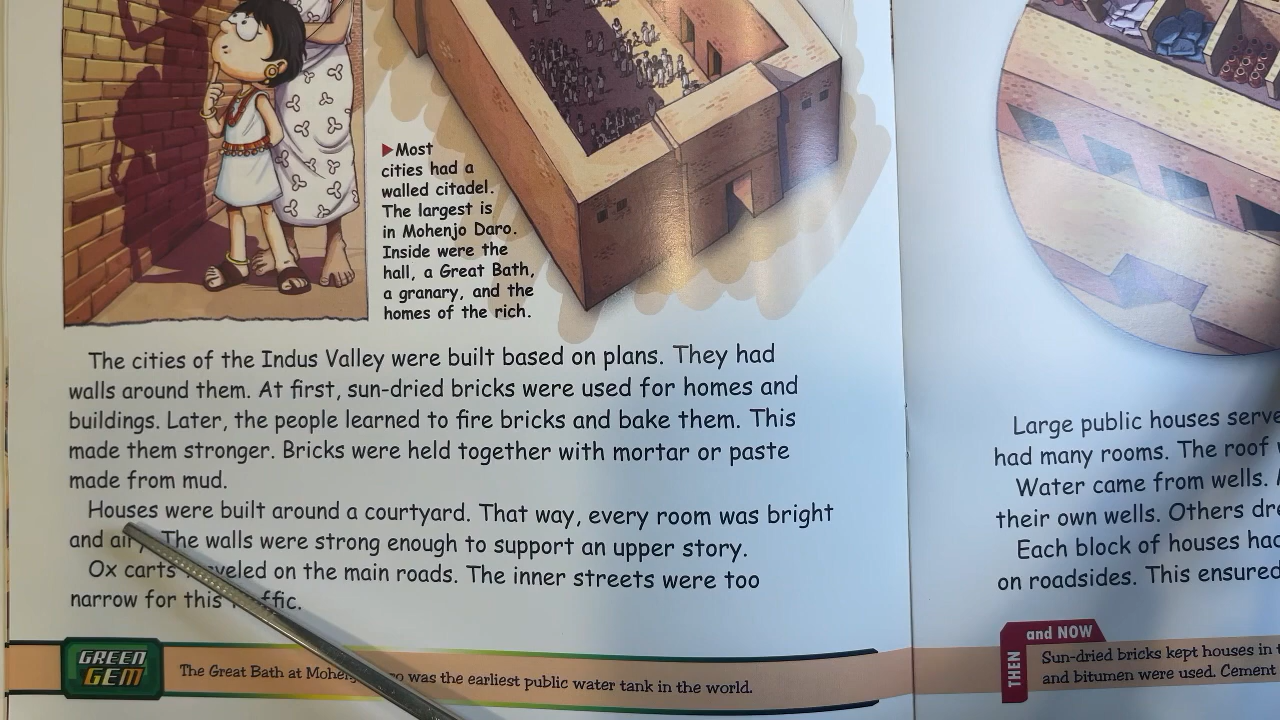 ▶Most
cities had a
walled citadel.
The largest is
in Mohenjo Daro.
Inside were the
hall, a Great Bath,
a granary, and the
homes of the rich.
The cities of the Indus Valley were built based on plans. They had
walls around them. At first, sun-dried bricks were used for homes and
buildings. Later, the people learned to fire bricks and bake them. This
made them stronger. Bricks were held together with mortar or paste
made from mud.
Houses were built around a courtyard. That way, every room was bright
and The walls were strong enough to support an upper story.
Ox carts on the main roads. The inner streets were too
narrow for this
GREEN
GEM
The Great Bath at was the earliest public water tank in the world.
Large public houses
had many rooms. The roof
Water came from wells.
their own wells. Others
Each block of houses
on roadsides. This ensured
THEN
and NOW
Sun-dried bricks kept houses in
and bitumen were used. Cement